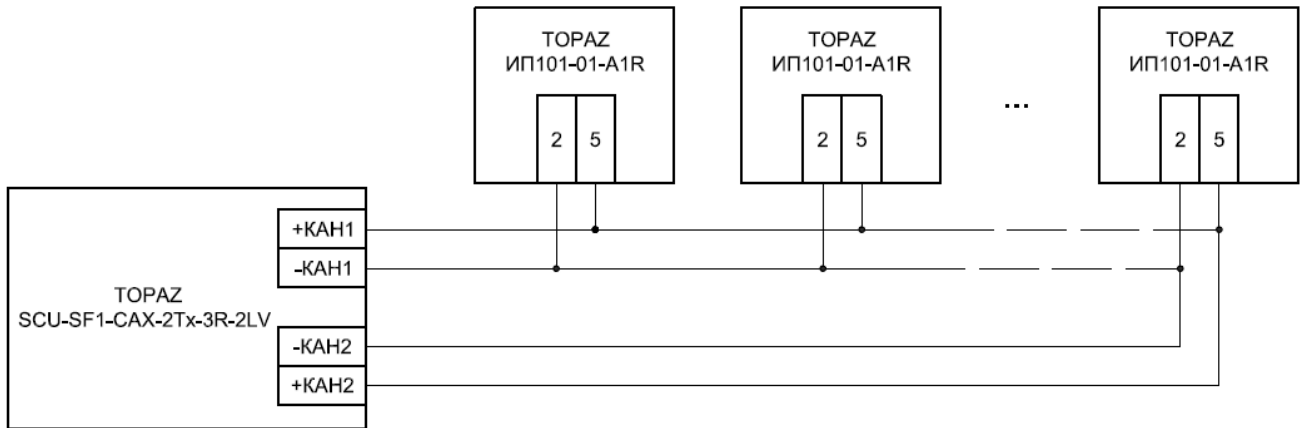 TOPAZ
ИП101-01-A1R
2 5
TOPAZ
ИП101-01-A1R
2 5
...
TOPAZ
ИП101-01-A1R
2 5
TOPAZ
SCU-SF1-CAX-2Tx-3R-2LV
+КАН1
-КАН1
-КАН2
+КАН2